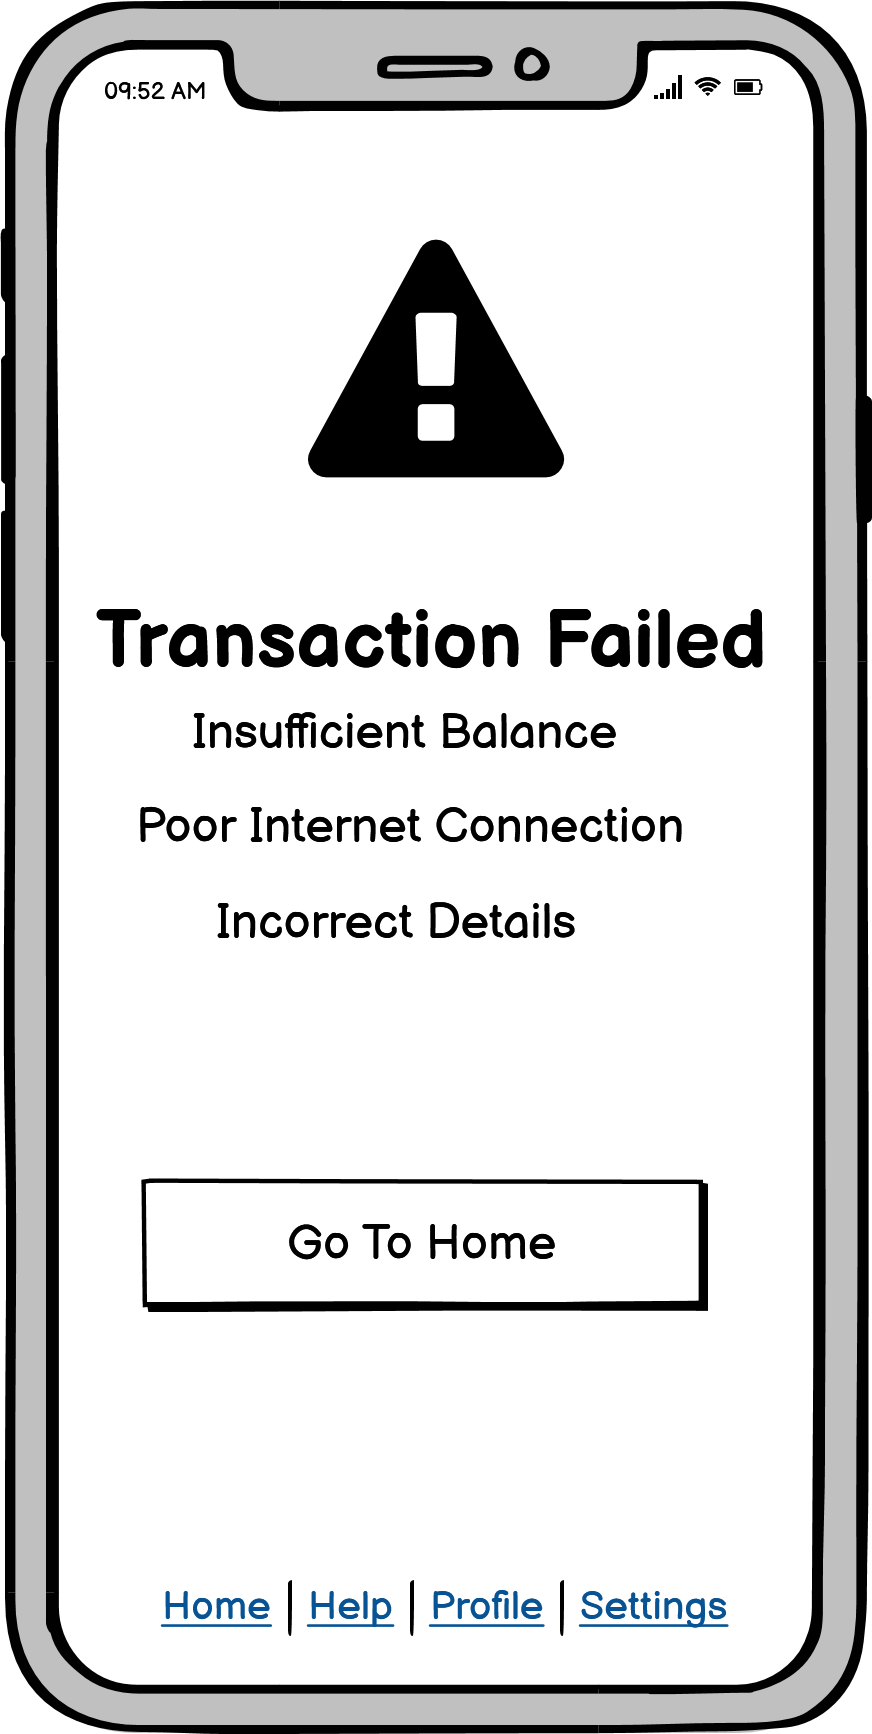 09:52 AM
Transaction Failed
Insufficient Balance
Poor Internet Connection
Incorrect Details
Go To Home
Home | Help | Profile | Settings